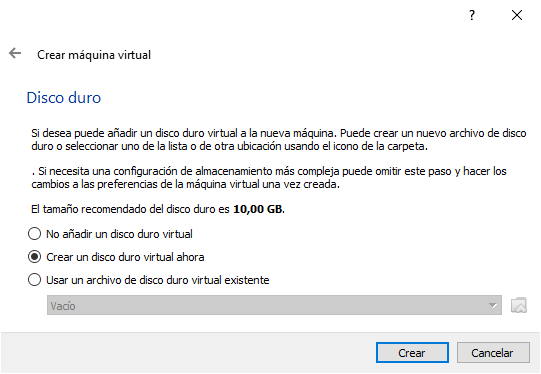 ?
Crear máquina virtual
Disco duro
Si desea puede añadir un disco duro virtual a la nueva máquina. Puede crear un nuevo archivo de disco
duro o seleccionar uno de la lista o de otra ubicación usando el icono de la carpeta.
. Si necesita una configuración de almacenamiento más compleja puede omitir este paso y hacer los
cambios a las preferencias de la máquina virtual una vez creada.
El tamaño recomendado del disco duro es 10,00 GB.
No añadir un disco duro virtual
Crear un disco duro virtual ahora
Usar un archivo de disco duro virtual existente
Vacío
Crear
Cancelar